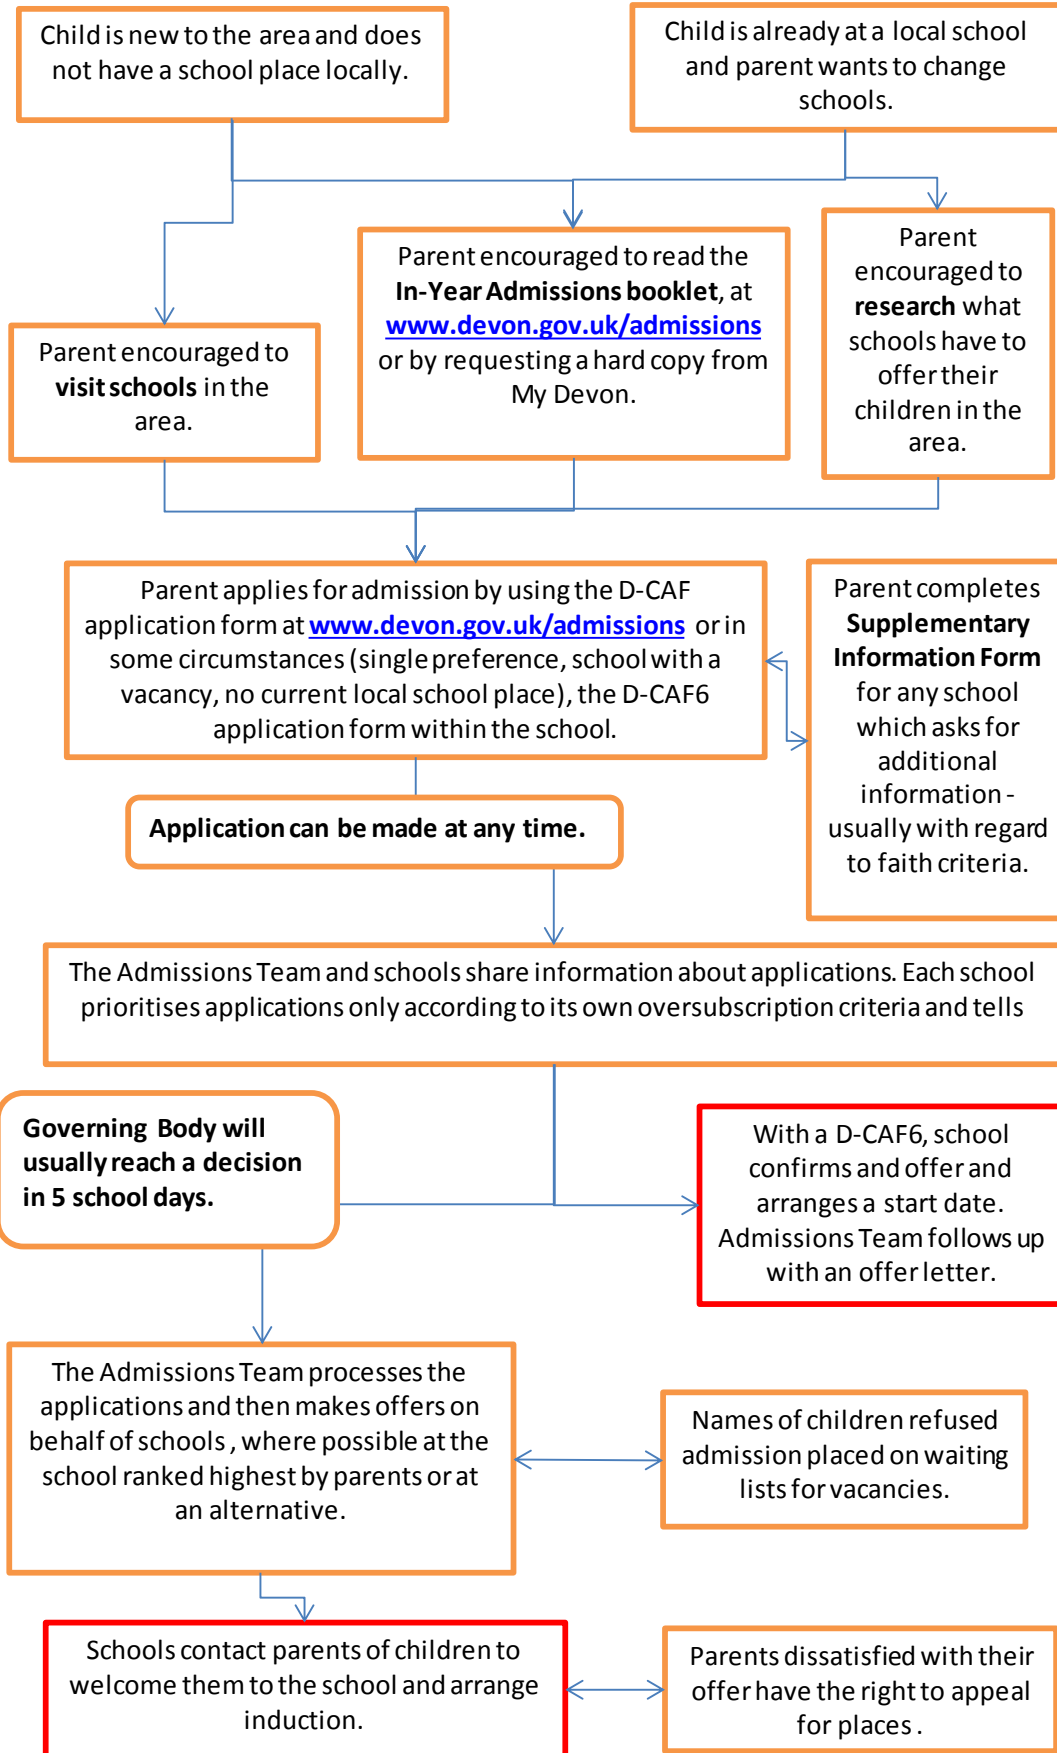 Child is new to the area and does
not have a school place locally.
Child is already at a local school
and parent wants to change
schools.
Parent encouraged to
visit schools in the
area.
Parent encouraged to read the
In-Year Admissions booklet, at
www.devon.gov.uk/admissions
or by requesting a hard copy from
My Devon.
Parent
encouraged to
research what
schools have to
offer their
children in the
area.
Parent applies for admission by using the D-CAF
application form at www.devon.gov.uk/admissions or in
some circumstances (single preference, school with a
vacancy, no current local school place), the D-CAF6
application form within the school.
Parent completes
Supplementary
Information Form
for any school
which asks for
additional
information -
usually with regard
to faith criteria.
Application can be made at any time.
The Admissions Team and schools share information about applications. Each school
prioritises applications only according to its own oversubscription criteria and tells
Governing Body will
usually reach a decision
in 5 school days.
With a D-CAF6, school
confirms and offer and
arranges a start date.
Admissions Team follows up
with an offer letter.
The Admissions Team processes the
applications and then makes offers on
behalf of schools , where possible at the
school ranked highest by parents or at
an alternative.
Names of children refused
admission placed on waiting
lists for vacancies.
Schools contact parents of children to
welcome them to the school and arrange
induction.
Parents dissatisfied with their
offer have the right to appeal
for places .